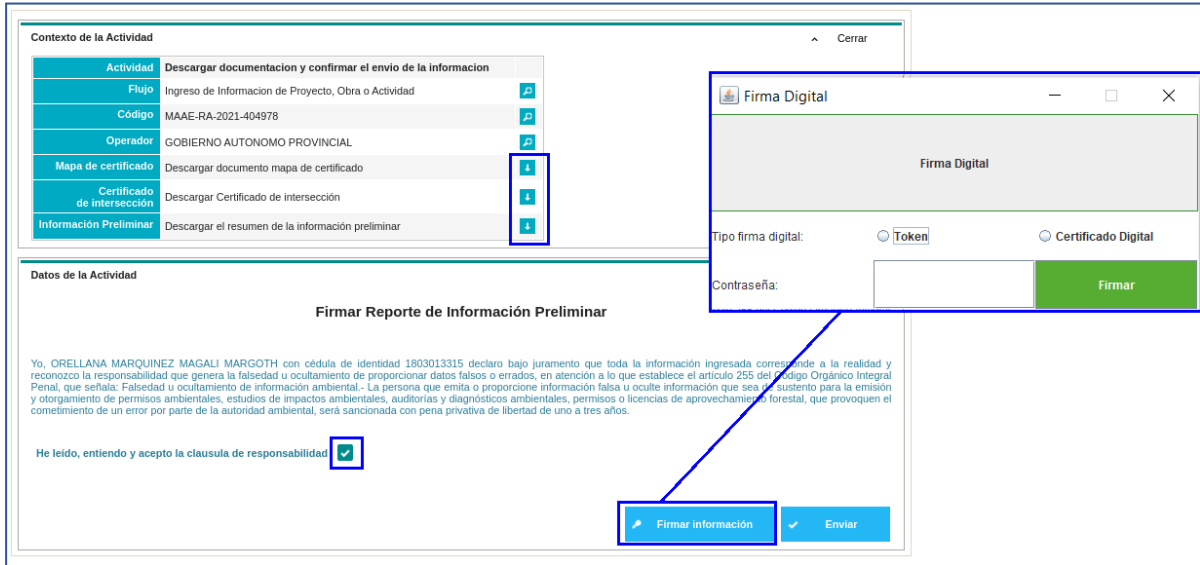 Contexto de la Actividad
Cerrar
Actividad Descargar documentacion y confirmar el envio de la informacion
Flujo Ingreso de Informacion de Proyecto, Obra o Actividad
Código MAAE-RA-2021-404978
Operador GOBIERNO AUTONOMO PROVINCIAL
Mapa de certificado Descargar documento mapa de certificado
Certificado
de intersección Descargar Certificado de intersección
Información Preliminar Descargar el resumen de la información preliminar
Firma Digital
Firma Digital
Tipo firma digital: Token Certificado Digital
Contraseña: Firmar
Datos de la Actividad
Firmar Reporte de Información Preliminar
Yo, ORELLANA MARQUINEZ MAGALI MARGOTH con cédula de identidad 1803013315 declaro bajo juramento que toda la información ingresada corresponde a la realidad y
reconozco la responsabilidad que genera la falsedad u ocultamiento de proporcionar datos falsos o errados, en atención a lo que establece el artículo 255 del Código Orgánico Integral
Penal, que señala: Falsedad u ocultamiento de información ambiental.- La persona que emita o proporcione información falsa u oculte información que sea de sustento para la emisión
y otorgamiento de permisos ambientales, estudios de impactos ambientales, auditorías y diagnósticos ambientales, permisos o licencias de aprovechamiento forestal, que provoquen el
cometimiento de un error por parte de la autoridad ambiental, será sancionada con pena privativa de libertad de uno a tres años.
He leído, entiendo y acepto la clausula de responsabilidad
Firmar información
Enviar